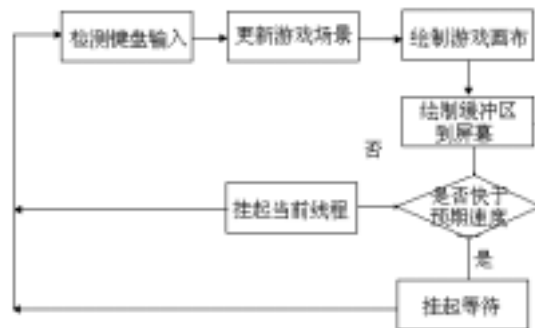 检测键盘输入
更新游戏场景
绘制游戏画布
绘制缓冲区
到屏幕
否
是否快于
预期速度
挂起当前线程
是
挂起等待